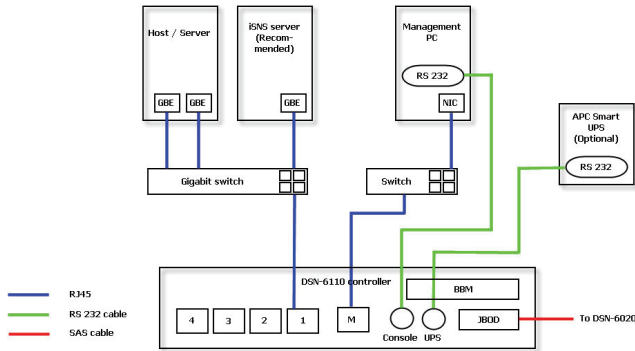 Host / Server
GBE
GBE
iSNS server
(Recom-
mended)
GBE
Management
PC
RS 232
NIC
APC Smart
UPS
(Optional)
RS 232
Gigabit switch
Switch
DSN-6110 controller
BBM
4
3
2
1
M
Console
UPS
JBOD
To DSN-6020
RJ45
RS 232 cable
SAS cable